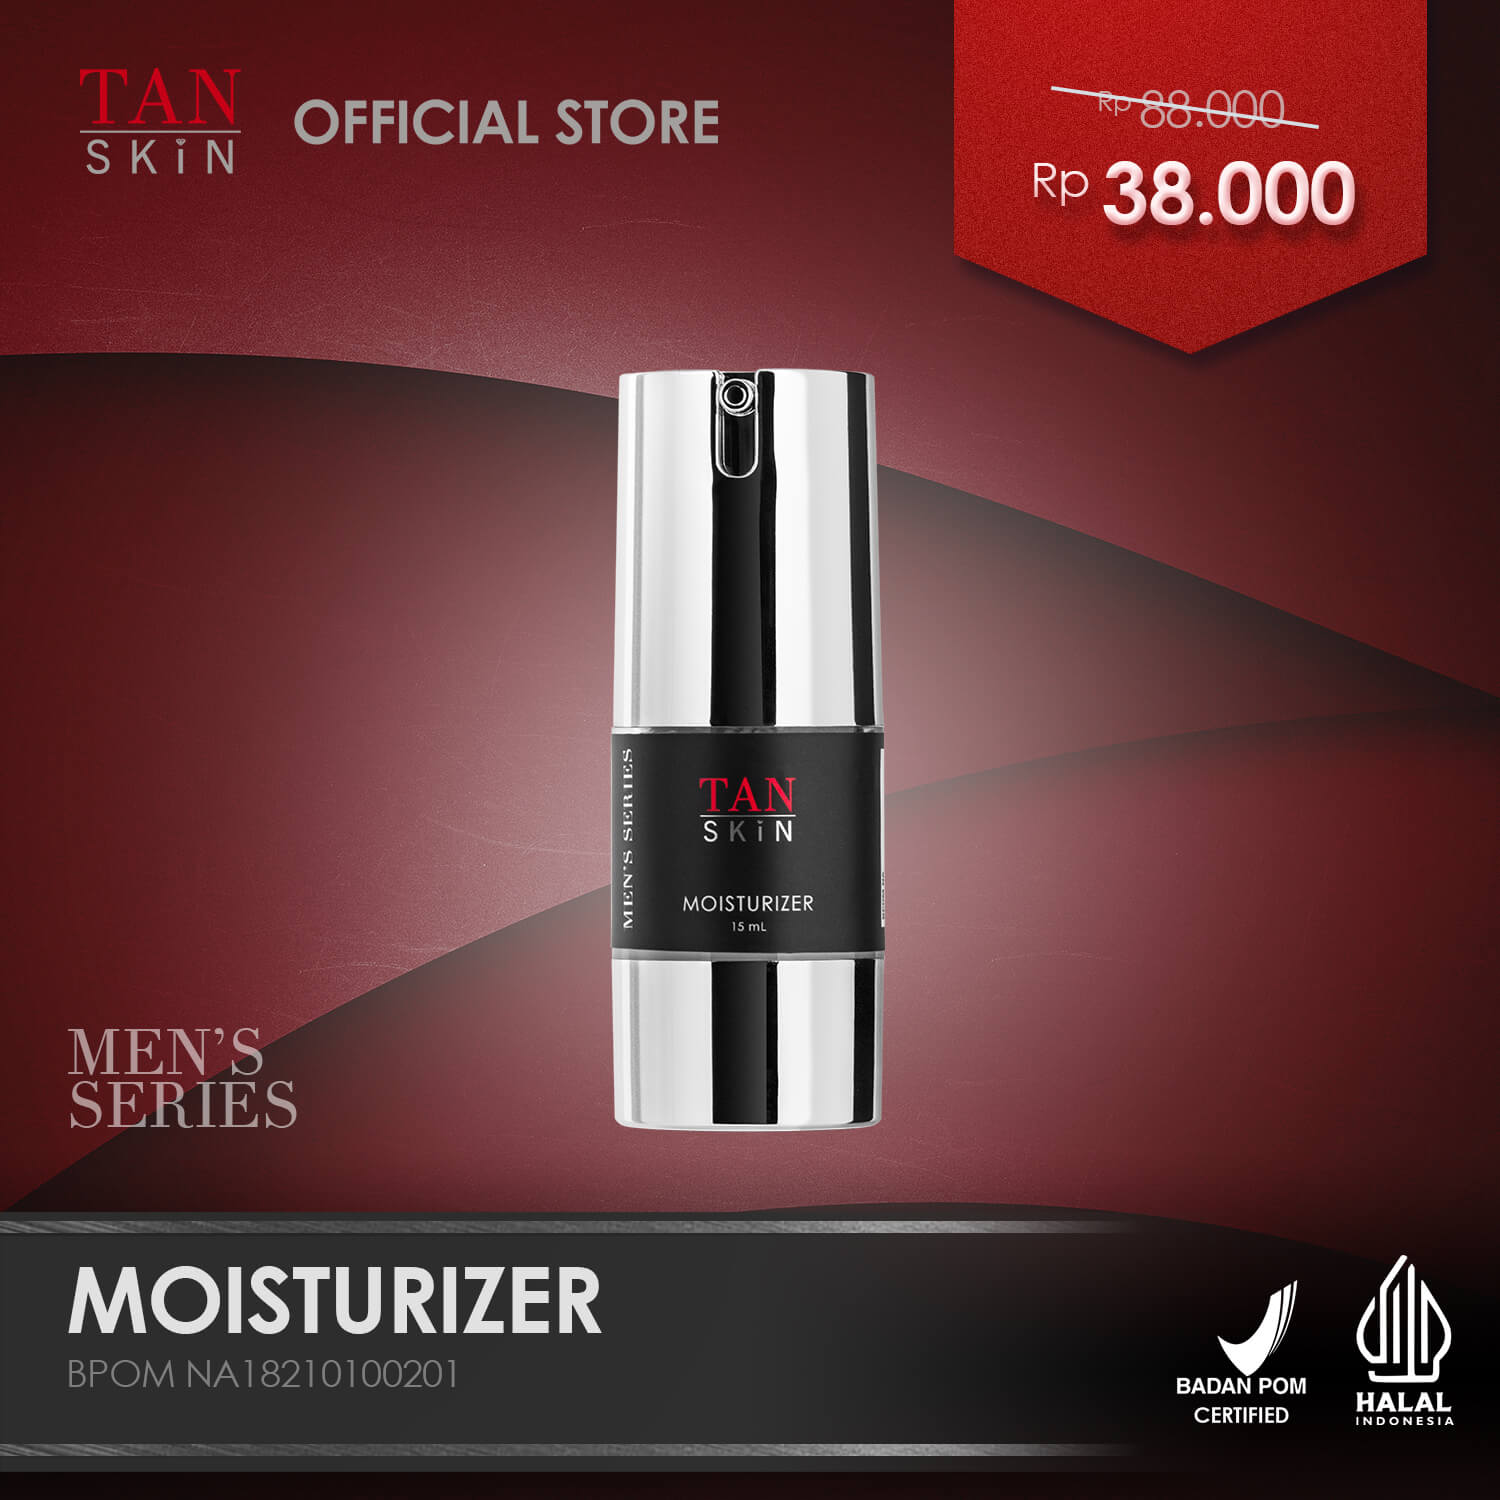 TAN
SKiN
OFFICIAL STORE
Rp 88.000
Rp 38.000
MEN'S SERIES
TAN
SKiN
MOISTURIZER
15 mL
MEN'S
SERIES
MOISTURIZER
BPOM NA18210100201
BADAN POM
CERTIFIED
HALAL
INDONESIA